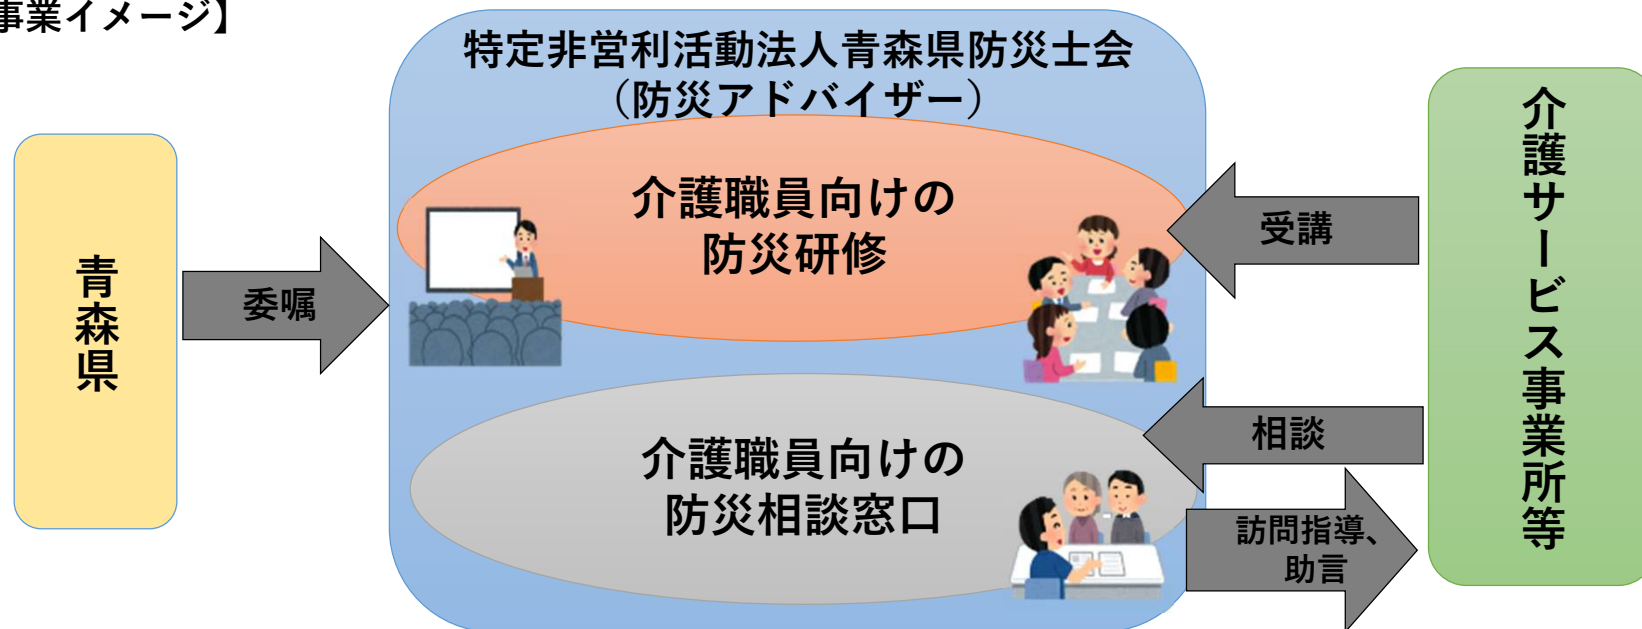 事業イメージ】
特定非営利活動法人青森県防災士会
（防災アドバイザー）
青森県
委嘱
介護職員向けの
防災研修
受講
介護職員向けの
防災相談窓口
相談
訪問指導、
助言
介護サービス事業所等